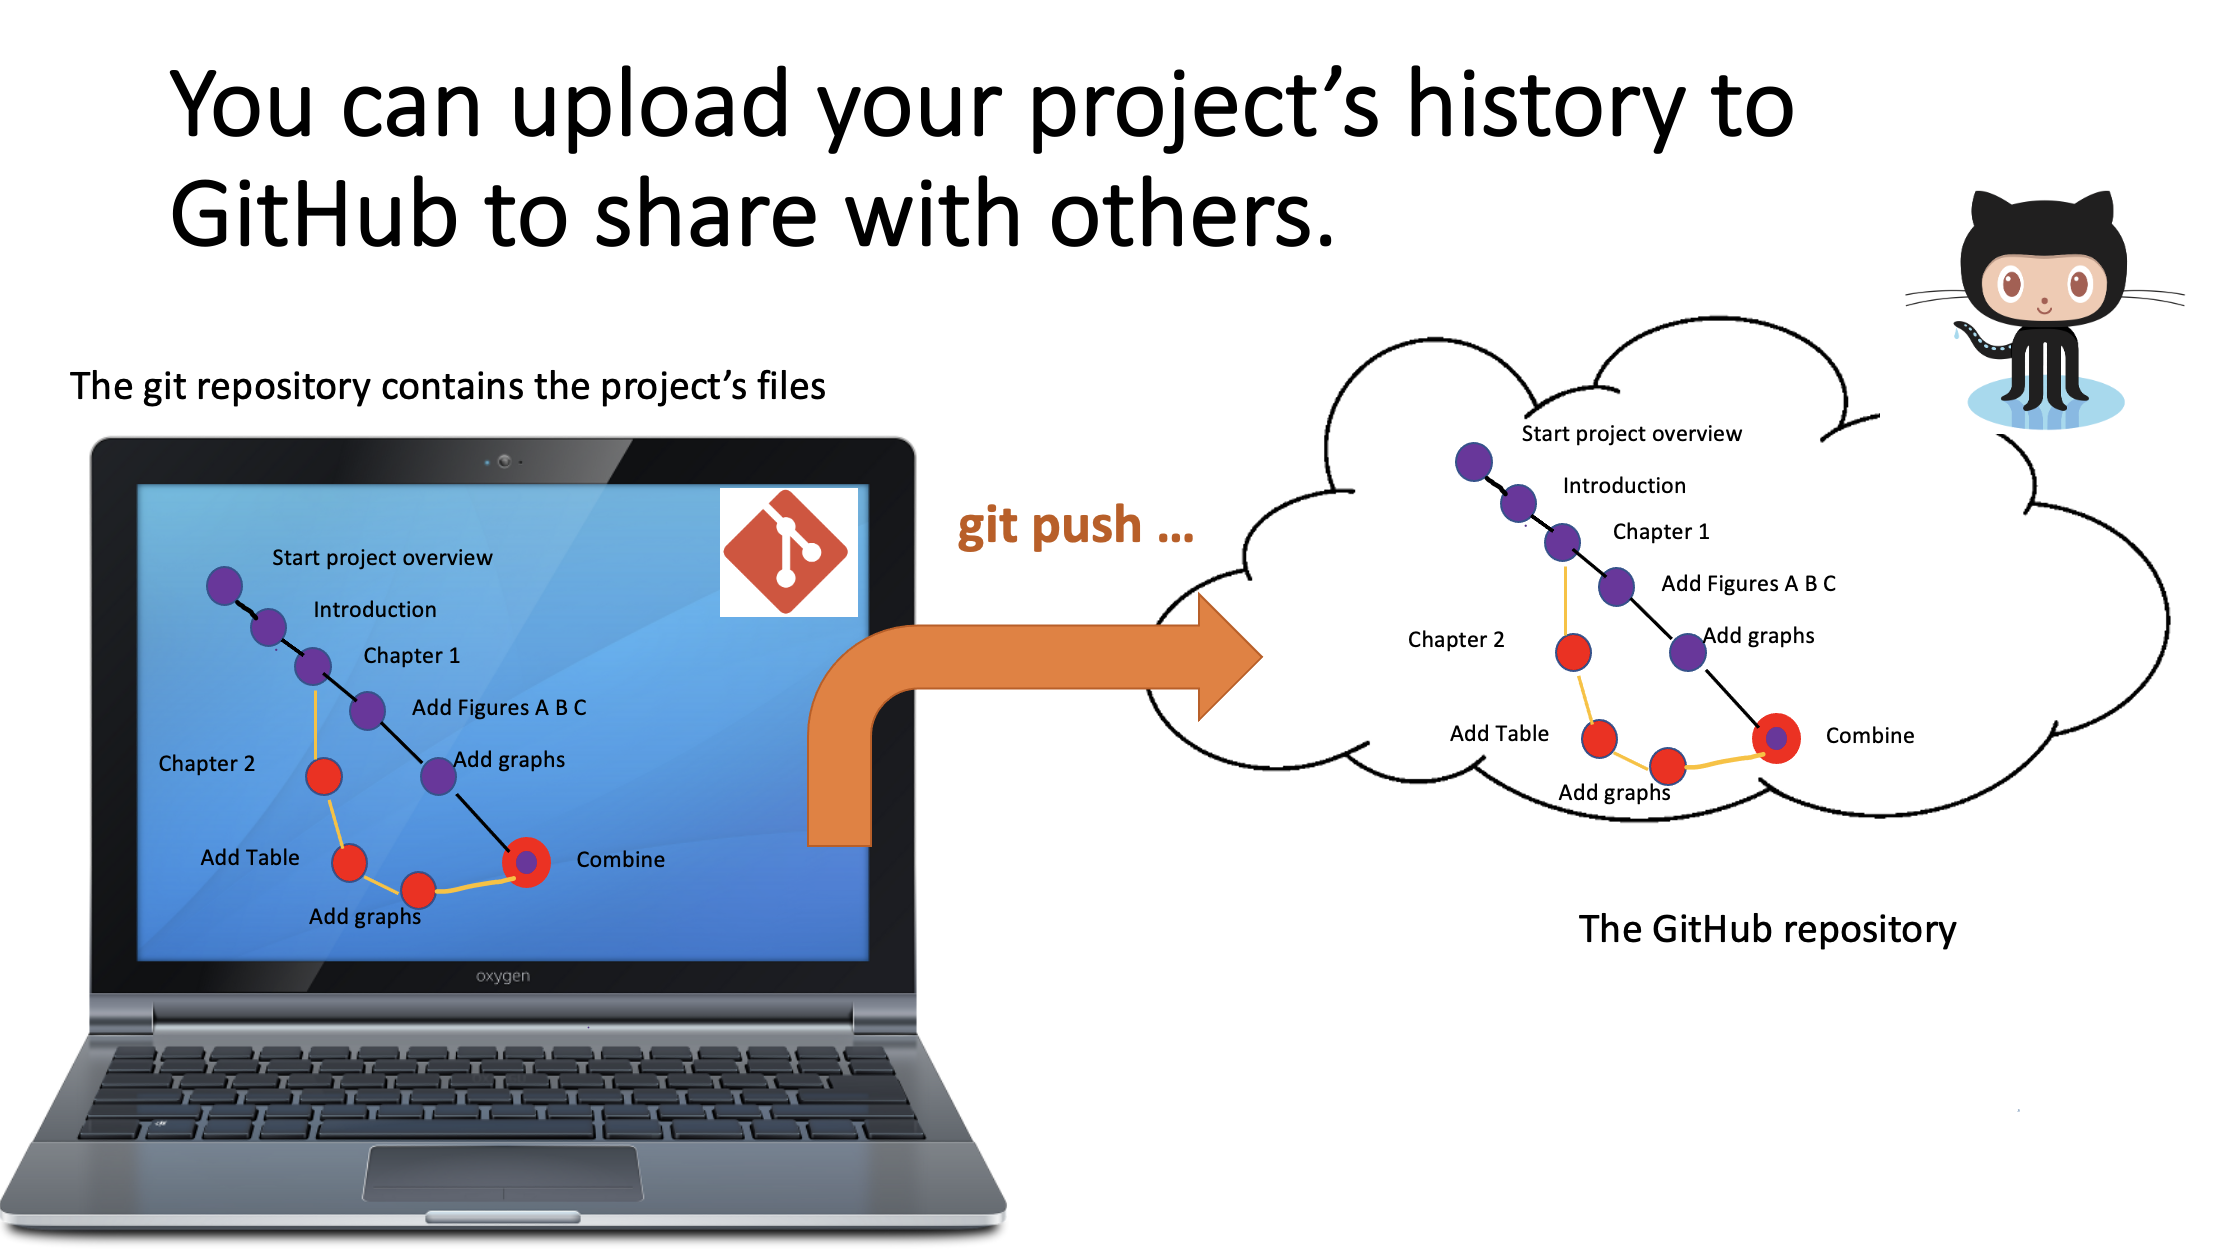 You can upload your project’s history to
GitHub to share with others.
The git repository contains the project’s files
Start project overview
Introduction
Chapter 1
Add Figures A B C
Add graphs
Chapter 2
Add Table
Add graphs
Combine
oxygen
git push ...
Start project overview
Introduction
Chapter 1
Add Figures A B C
Add graphs
Chapter 2
Add Table
Add graphs
Combine
The GitHub repository